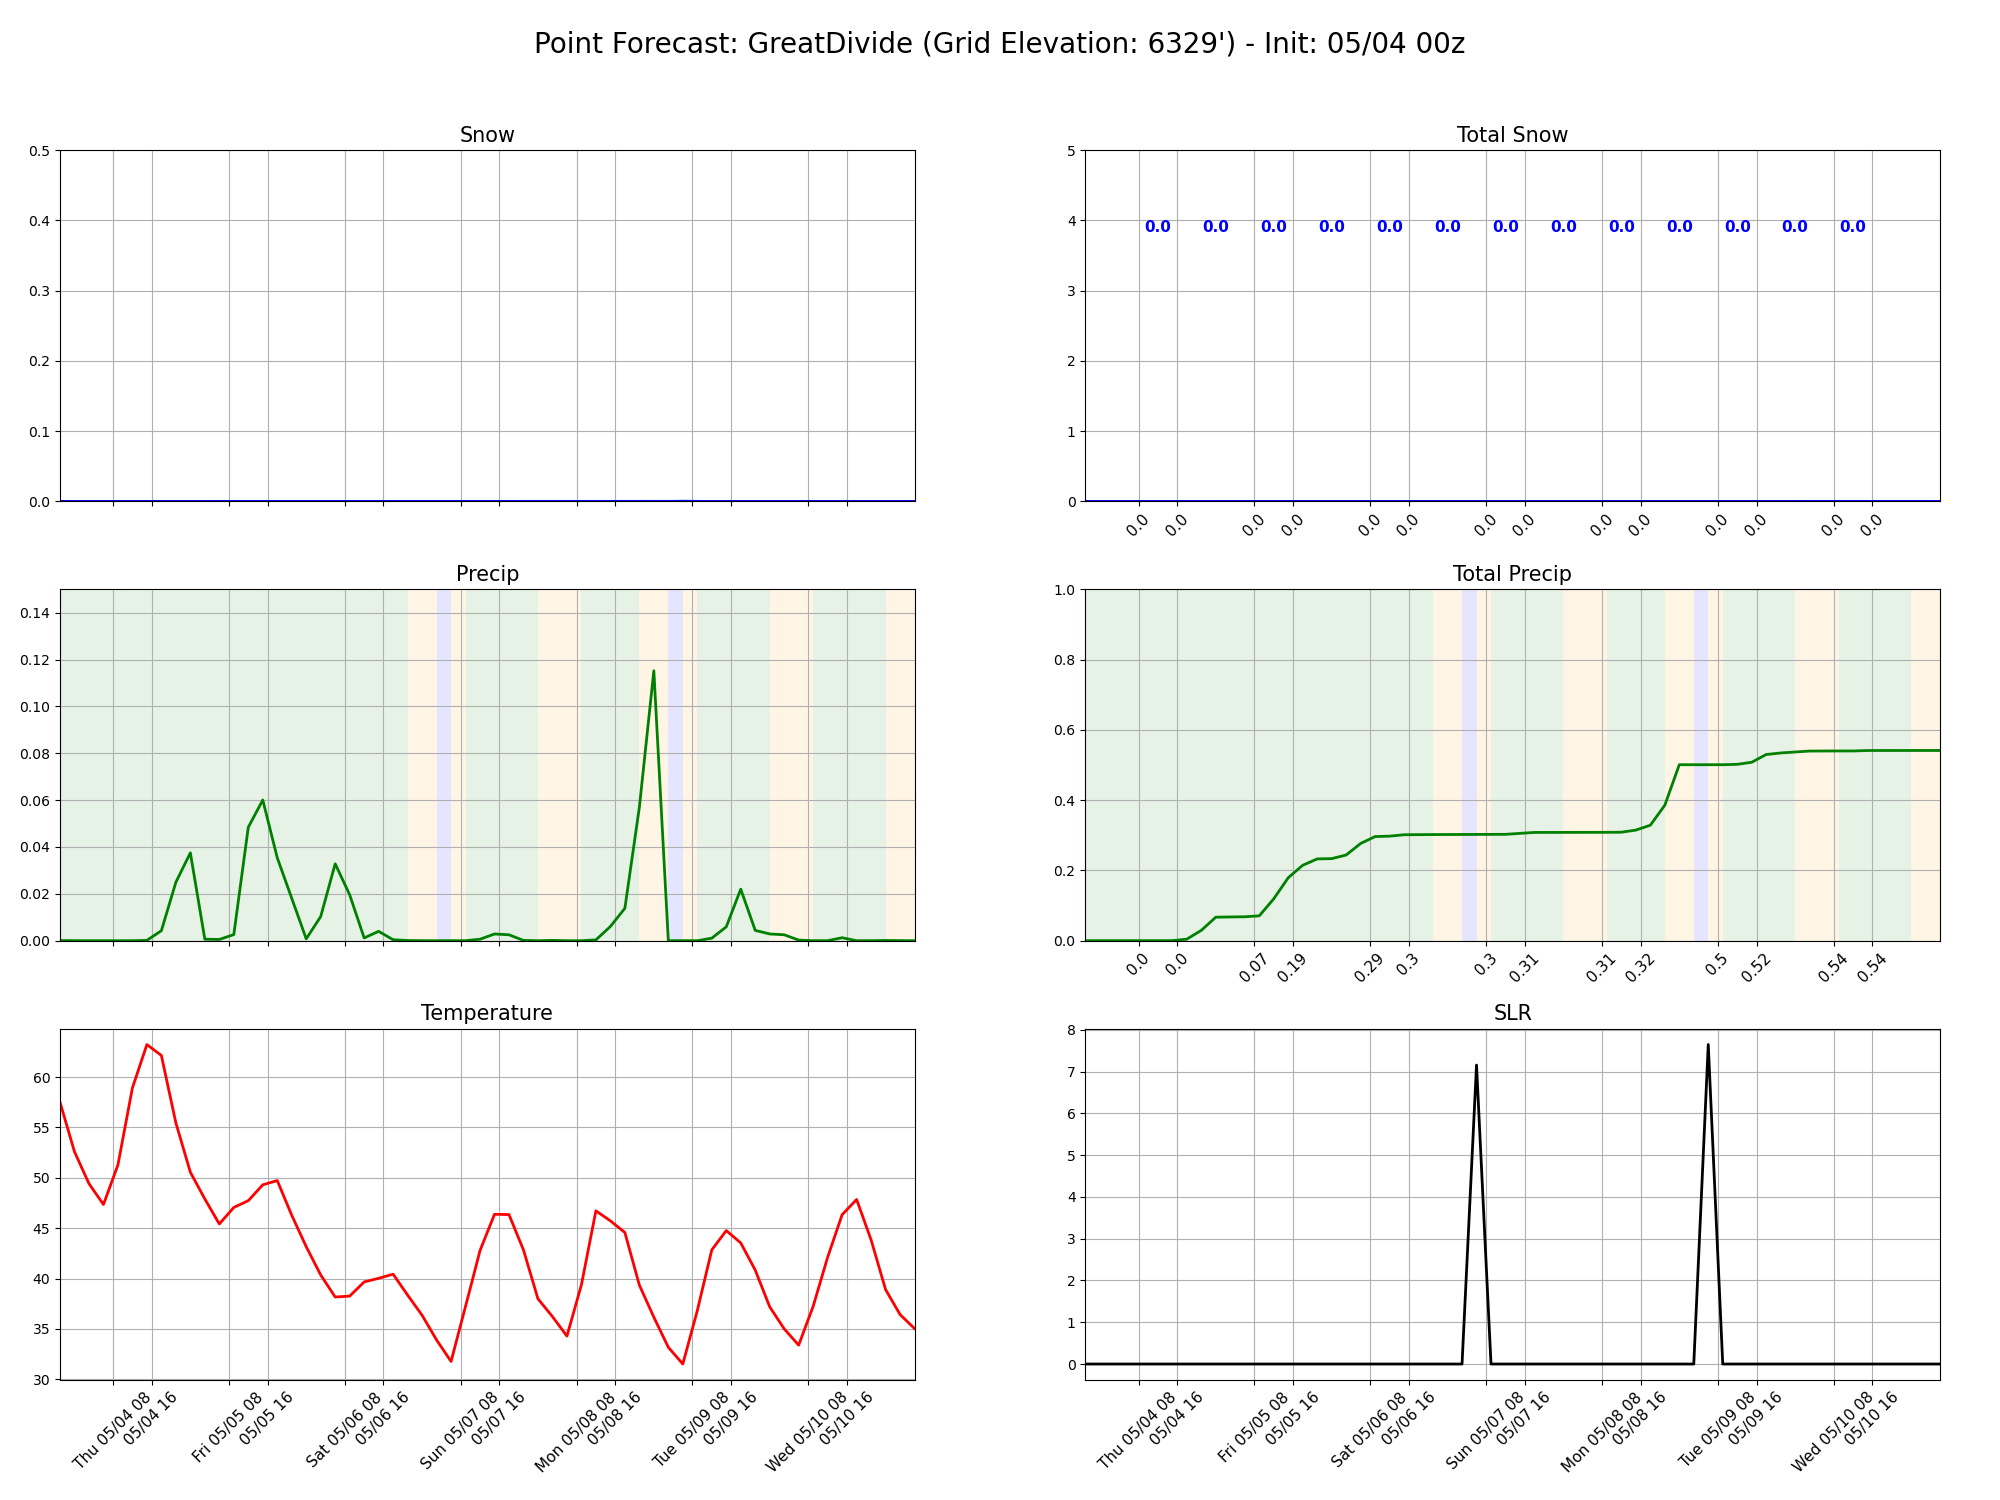 Point Forecast: GreatDivide (Grid Elevation: 6329') - Init: 05/04 00z
Snow
0.5
0.4
0.3
0.2
0.1
0.0
Total Snow
5
4
3
2
1
0
0.0 0.0 0.0 0.0 0.0 0.0 0.0 0.0 0.0 0.0 0.0 0.0 0.0
0.0 0.0 0.0 0.0 0.0 0.0 0.0 0.0 0.0 0.0 0.0 0.0 0.0 0.0
Precip
0.14
0.12
0.10
0.08
0.06
0.04
0.02
0.00
Total Precip
1.0
0.8
0.6
0.4
0.2
0.0
0.0 0.0 0.07 0.19 0.29 0.3 0.3 0.31 0.31 0.32 0.5 0.52 0.54 0.54
Temperature
60
55
50
45
40
35
30
Thu 05/04 08
05/04 16
Fri 05/05 08
05/05 16
Sat 05/06 08
05/06 16
Sun 05/07 08
05/07 16
Mon 05/08 08
05/08 16
Tue 05/09 08
05/09 16
Wed 05/10 08
05/10 16
SLR
8
7
6
5
4
3
2
1
0
Thu 05/04 08
05/04 16
Fri 05/05 08
05/05 16
Sat 05/06 08
05/06 16
Sun 05/07 08
05/07 16
Mon 05/08 08
05/08 16
Tue 05/09 08
05/09 16
Wed 05/10 08
05/10 16